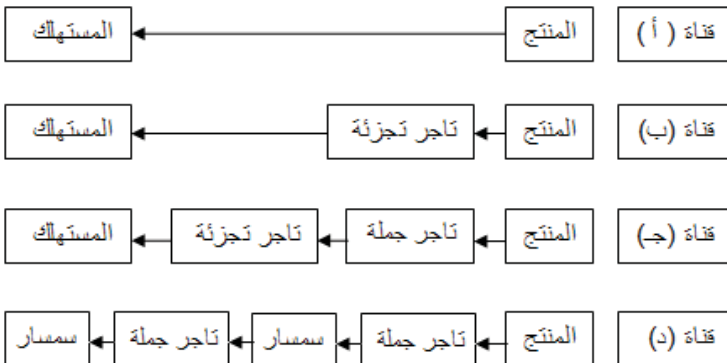 قناة ( أ ) المنتج المستهلك
قناة (ب) المنتج تاجر تجزئة المستهلك
قناة (جـ) المنتج تاجر جملة تاجر تجزئة المستهلك
قناة (د) المنتج تاجر جملة سمسار تاجر جملة سمسار